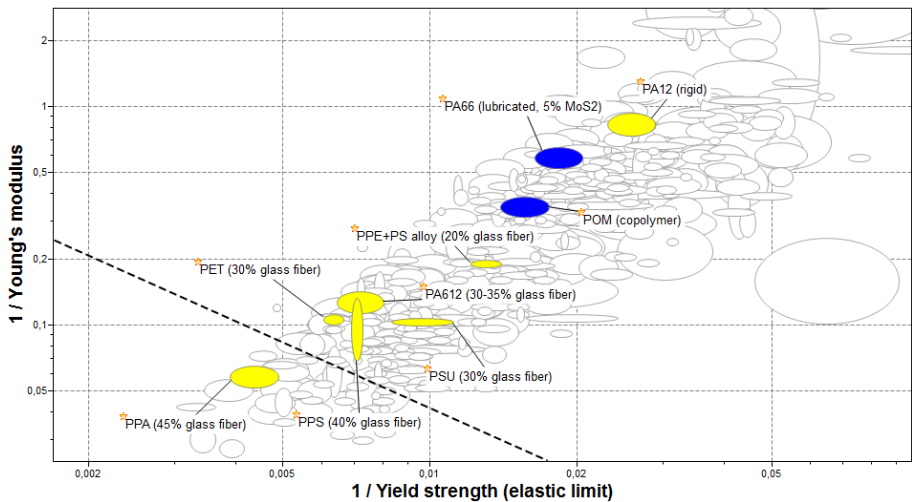 2
1
0,5
0,2
0,1
0,05
1 / Young's modulus
PA12 (rigid)
PA66 (lubricated, 5% MoS2)
POM (copolymer)
PPE+PS alloy (20% glass fiber)
PET (30% glass fiber)
PA612 (30-35% glass fiber)
PSU (30% glass fiber)
PPA (45% glass fiber)
PPS (40% glass fiber)
0,002
0,005
0,01
0,02
0,05
1 / Yield strength (elastic limit)